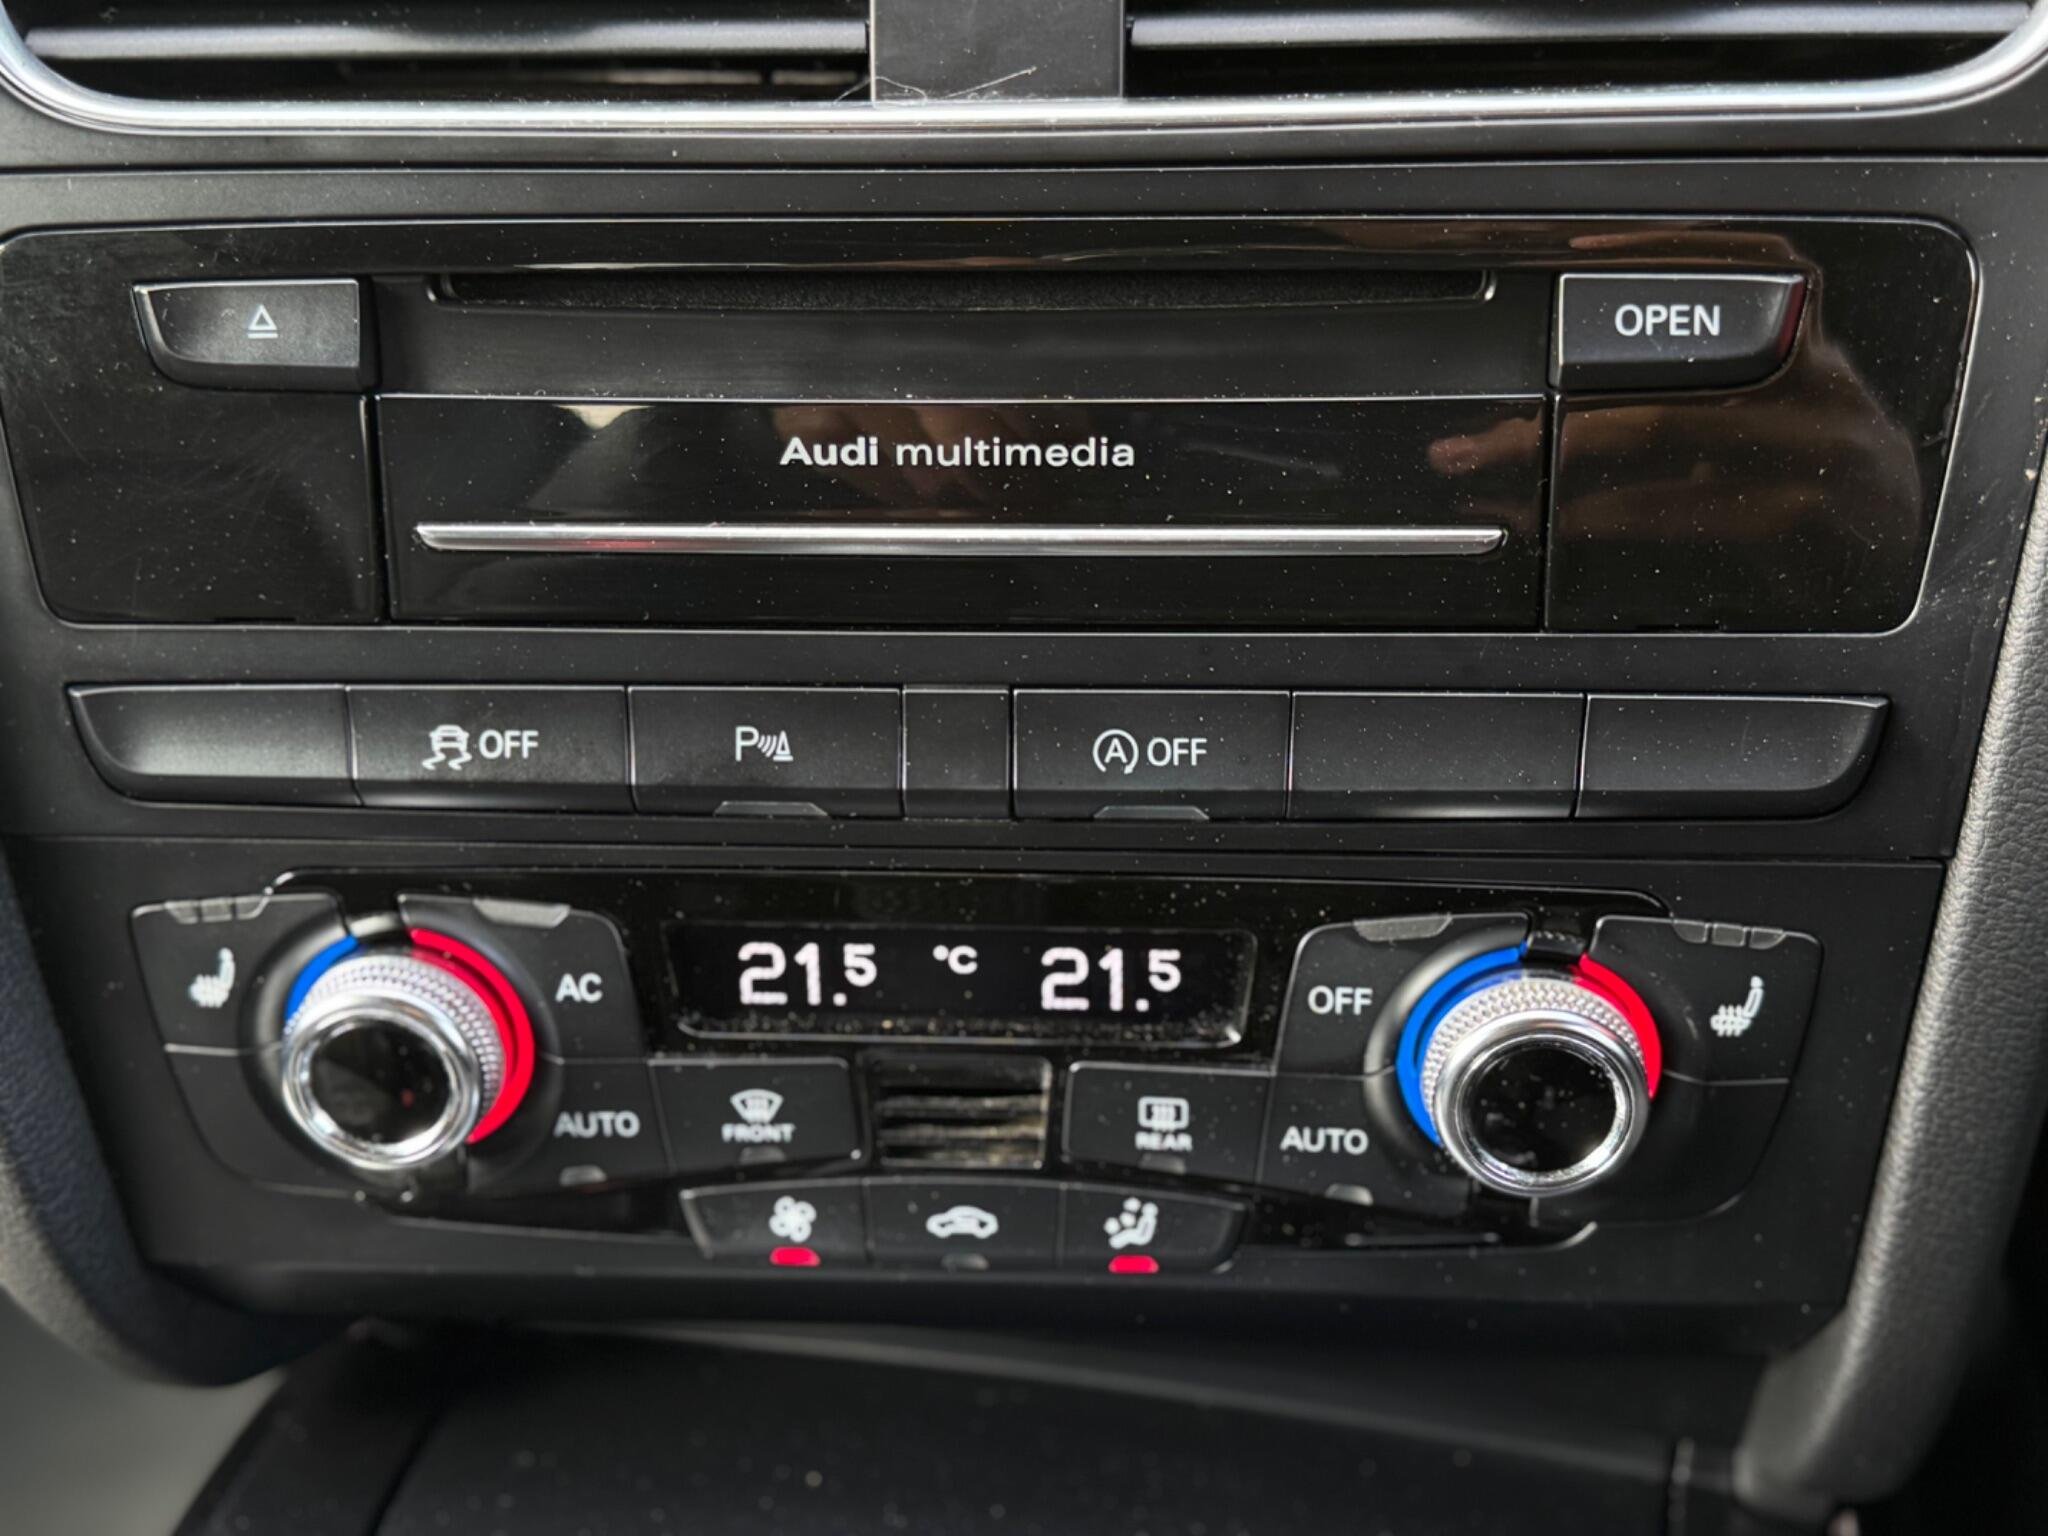 OPEN
Audi multimedia
OFF
P
A OFF
21.5 °C 21.5
AC
OFF
AUTO
FRONT
REAR
AUTO